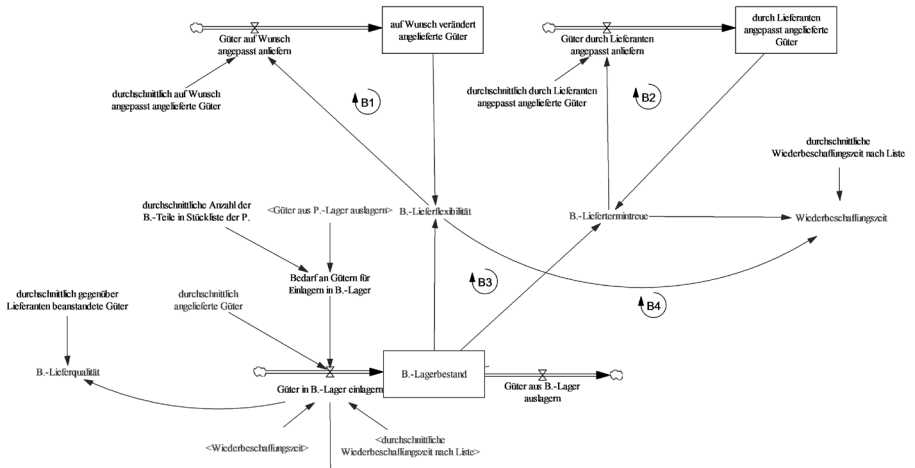 auf Wunsch verändert
angelieferte Güter
durch Lieferanten
angepasst angelieferte
Güter
Güter auf Wunsch
angepasst anliefern
Güter durch Lieferanten
angepasst anliefern
durchschnittlich auf Wunsch
angepasst angelieferte Güter
B1
durchschnittlich durch Lieferanten
angepasst angelieferte Güter
B2
durchschnittliche
Wiederbeschaffungszeit nach Liste
durchschnittliche Anzahl der
B.-Teile in Stückliste der P.
<Güter aus P.-Lager auslagern>
B.-Lieferflexibilität
B.-Liefertermintreue
Wiederbeschaffungszeit
Bedarf an Gütern für
Einlagern in B.-Lager
B3
B4
durchschnittlich gegenüber
Lieferanten beanstandete Güter
durchschnittlich
angelieferte Güter
B.-Lieferqualität
B.-Lagerbestand
Güter in B.-Lager einlagern
Güter aus B.-Lager
auslagern
<Wiederbeschaffungszeit>
<durchschnittliche
Wiederbeschaffungszeit nach Liste>